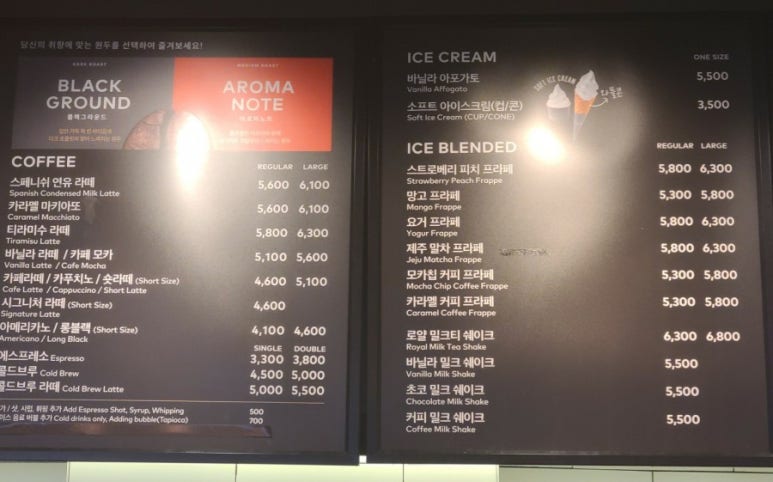 당신의 취향에 맞는 원두를 선택하여 즐겨보세요!
DARK ROAST
BLACK
GROUND
블랙그라운드
MEDIUM ROAST
AROMA
NOTE
아로마노트
COFFEE
REGULAR LARGE
스페니쉬 연유 라떼 5,600 6,100
Spanish Condensed Milk Latte
카라멜 마키아또 5,600 6,100
Caramel Macchiato
티라미수 라떼 5,800 6,300
Tiramisu Latte
바닐라 라떼 / 카페 모카 5,100 5,600
Vanilla Latte / Cafe Mocha
카페라떼 / 카푸치노 / 숏라떼 (Short Size) 4,600 5,100
Cafe Latte / Cappuccino / Short Latte
시그니처 라떼 4,600
Signature Latte
아메리카노 / 롱블랙 (Short Size) 4,100 4,600
Americano / Long Black
SINGLE DOUBLE
에스프레소 Espresso 3,300 3,800
콜드브루 Cold Brew 4,500 5,000
콜드브루 라떼 Cold Brew Latte 5,000 5,500
가 / 샷, 시럽, 휘핑 추가 Add Espresso Shot, Syrup, Whipping 500
이스 음료 버블 추가 Cold drinks only, Adding bubble(Tapioca) 700
ICE CREAM
ONE SIZE
바닐라 아포가토 5,500
Vanilla Affogato
소프트 아이스크림(컵/콘) 3,500
Soft Ice Cream (CUP/CONE)
SOFT ICE CREAM
ICE BLENDED
REGULAR LARGE
스트로베리 피치 프라페 5,800 6,300
Strawberry Peach Frappe
망고 프라페 5,300 5,800
Mango Frappe
요거 프라페 5,800 6,300
Yogur Frappe
제주 말차 프라페 5,800 6,300
Jeju Matcha Frappe
모카칩 커피 프라페 5,300 5,800
Mocha Chip Coffee Frappe
카라멜 커피 프라페 5,300 5,800
Caramel Coffee Frappe
로얄 밀크티 쉐이크 6,300 6,800
Royal Milk Tea Shake
바닐라 밀크 쉐이크 5,500
Vanilla Milk Shake
초코 밀크 쉐이크 5,500
Chocolate Milk Shake
커피 밀크 쉐이크 5,500
Coffee Milk Shake